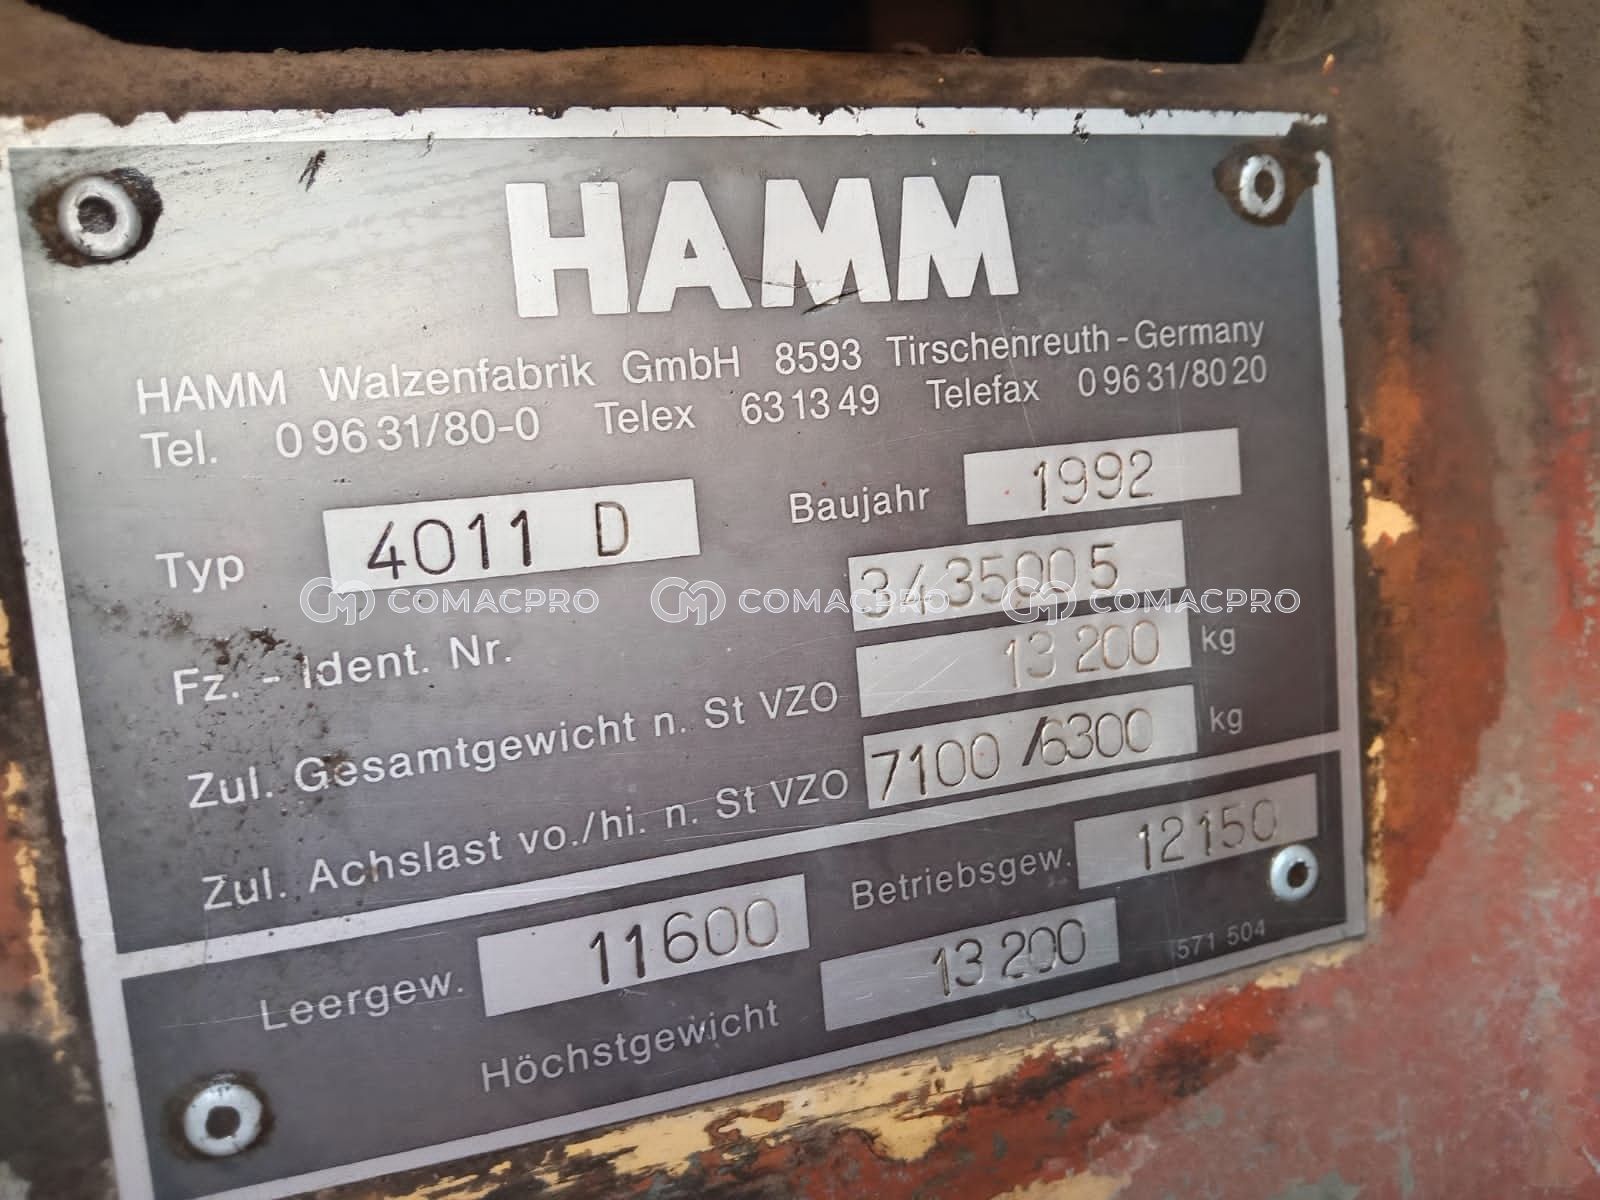 HAMM
HAMM Walzenfabrik GmbH 8593 Tirschenreuth-Germany
Tel. 0 96 31/80-0 Telex 63 13 49 Telefax 0 96 31/80 20
Typ 4011 D Baujahr 1992
Fz. - Ident. Nr. 3435005
COMACPRO COMACPRO COMACPRO
Zul. Gesamtgewicht n. St VZO 13 200 kg
Zul. Achslast vo./hi. n. St VZO 7100 /6300 kg
Leergew. 11600 Betriebsgew. 12150
Höchstgewicht 13 200 571 504